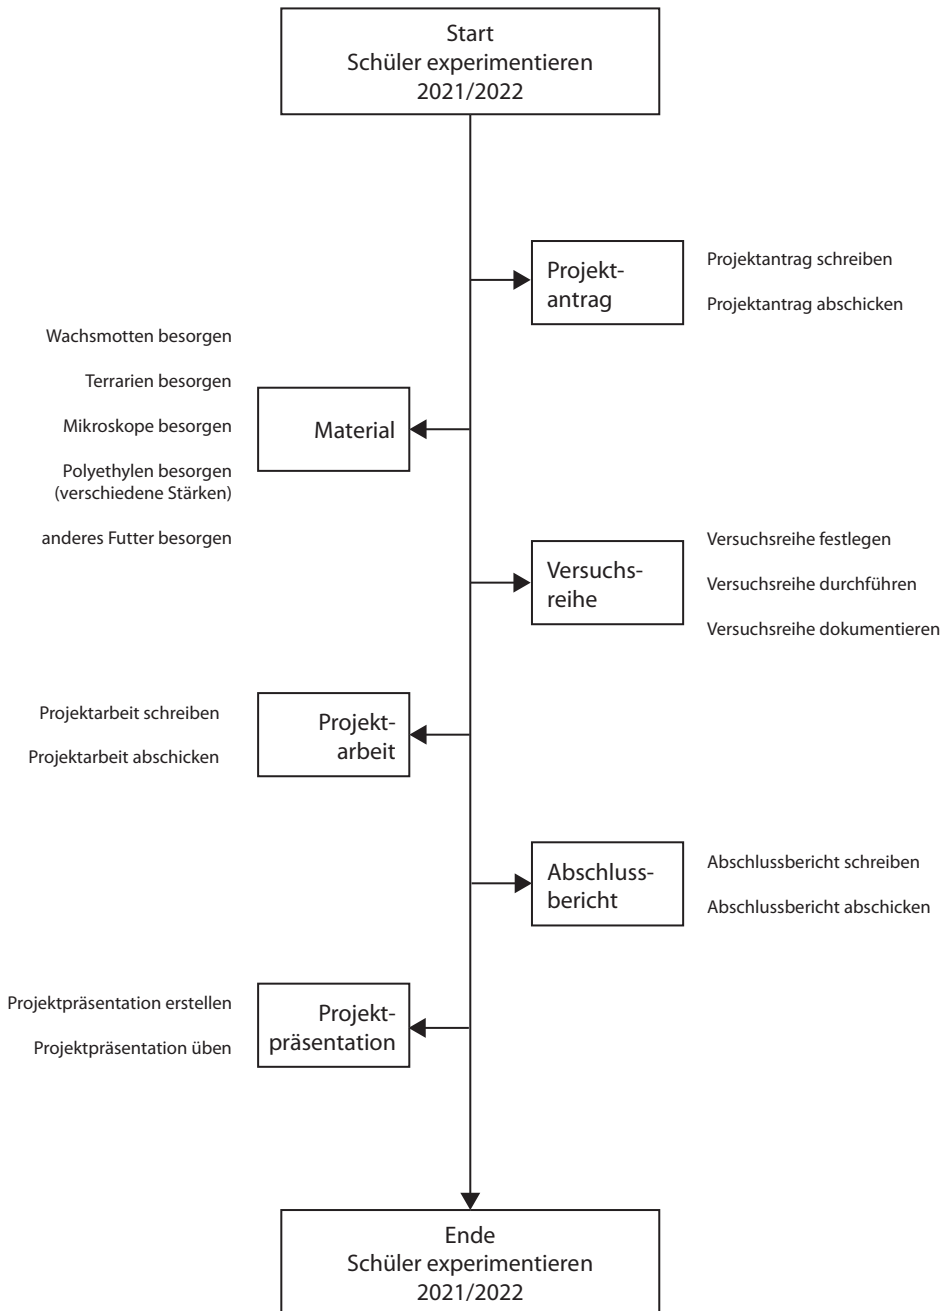 Start
Schüler experimentieren
2021/2022
Projekt-
antrag
Projektantrag schreiben
Projektantrag abschicken
Wachsmotten besorgen
Terrarien besorgen
Mikroskope besorgen
Polyethylen besorgen
(verschiedene Stärken)
anderes Futter besorgen
Material
Versuchs-
reihe
Versuchsreihe festlegen
Versuchsreihe durchführen
Versuchsreihe dokumentieren
Projektarbeit schreiben
Projektarbeit abschicken
Projekt-
arbeit
Abschluss-
bericht
Abschlussbericht schreiben
Abschlussbericht abschicken
Projektpräsentation erstellen
Projektpräsentation üben
Projekt-
präsentation
Ende
Schüler experimentieren
2021/2022